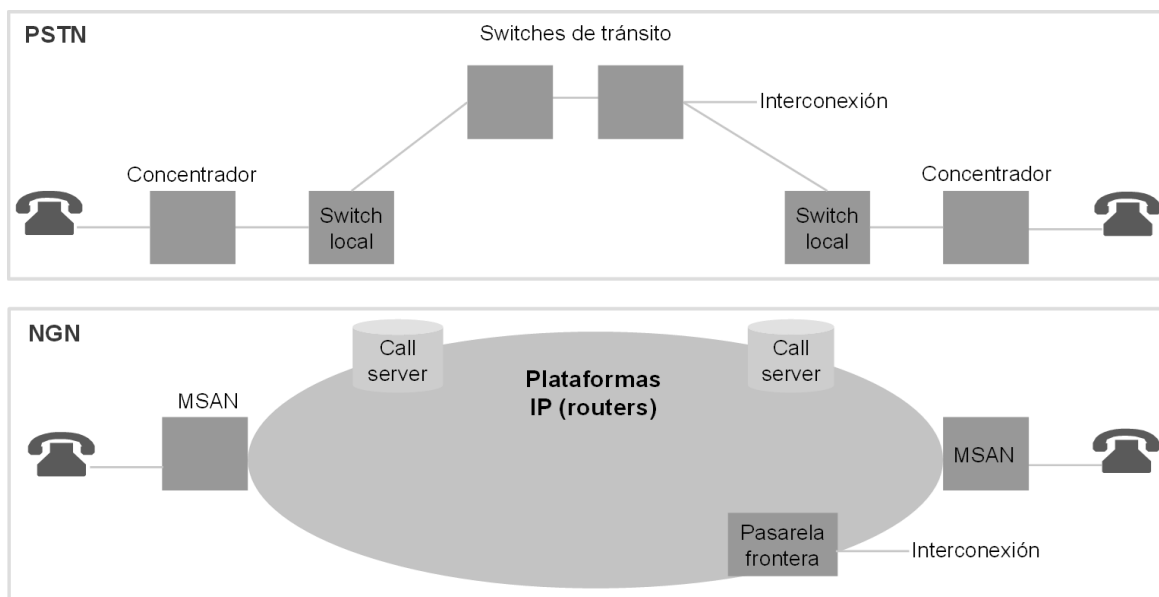 PSTN
Switches de tránsito
Interconexión
Concentrador
Concentrador
Switch
local
Switch
local
NGN
Call
server
Call
server
Plataformas
IP (routers)
MSAN
MSAN
Pasarela
frontera
Interconexión